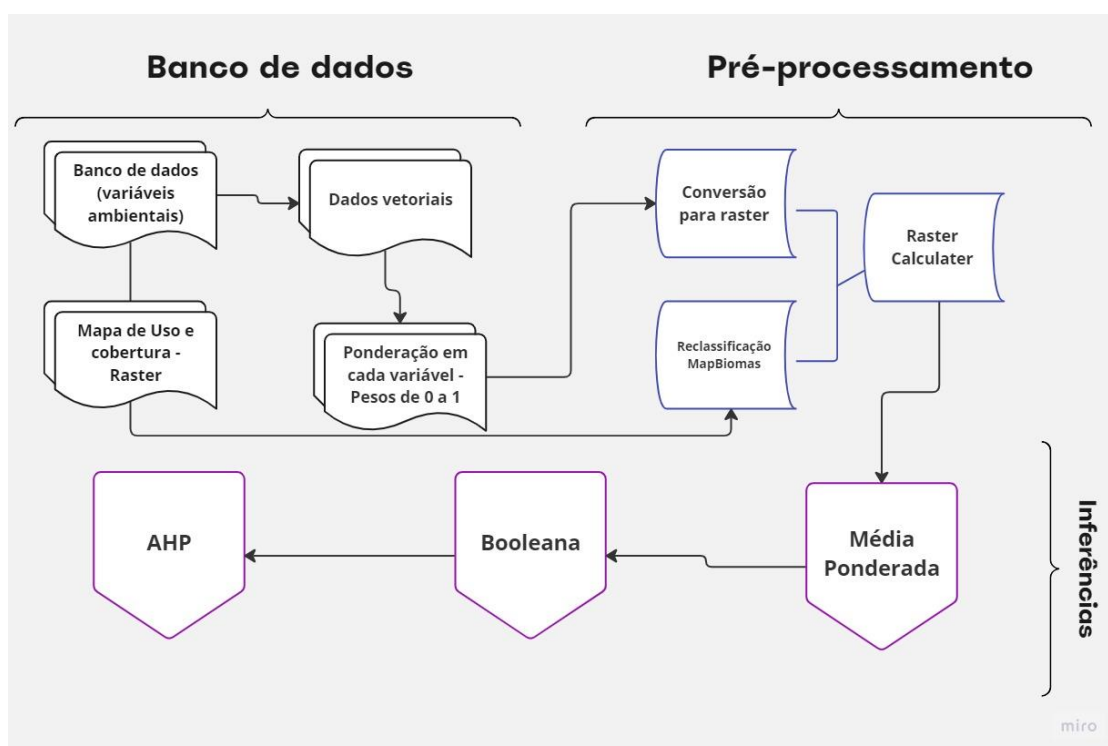 Banco de dados
Pré-processamento
Banco de dados
(variáveis
ambientais)
Dados vetoriais
Conversão
para raster
Raster
Calculater
Mapa de Uso e
cobertura -
Raster
Ponderação em
cada variável -
Pesos de 0 a 1
Reclassificação
MapBiomas
AHP
Booleana
Média
Ponderada
Inferências
miro